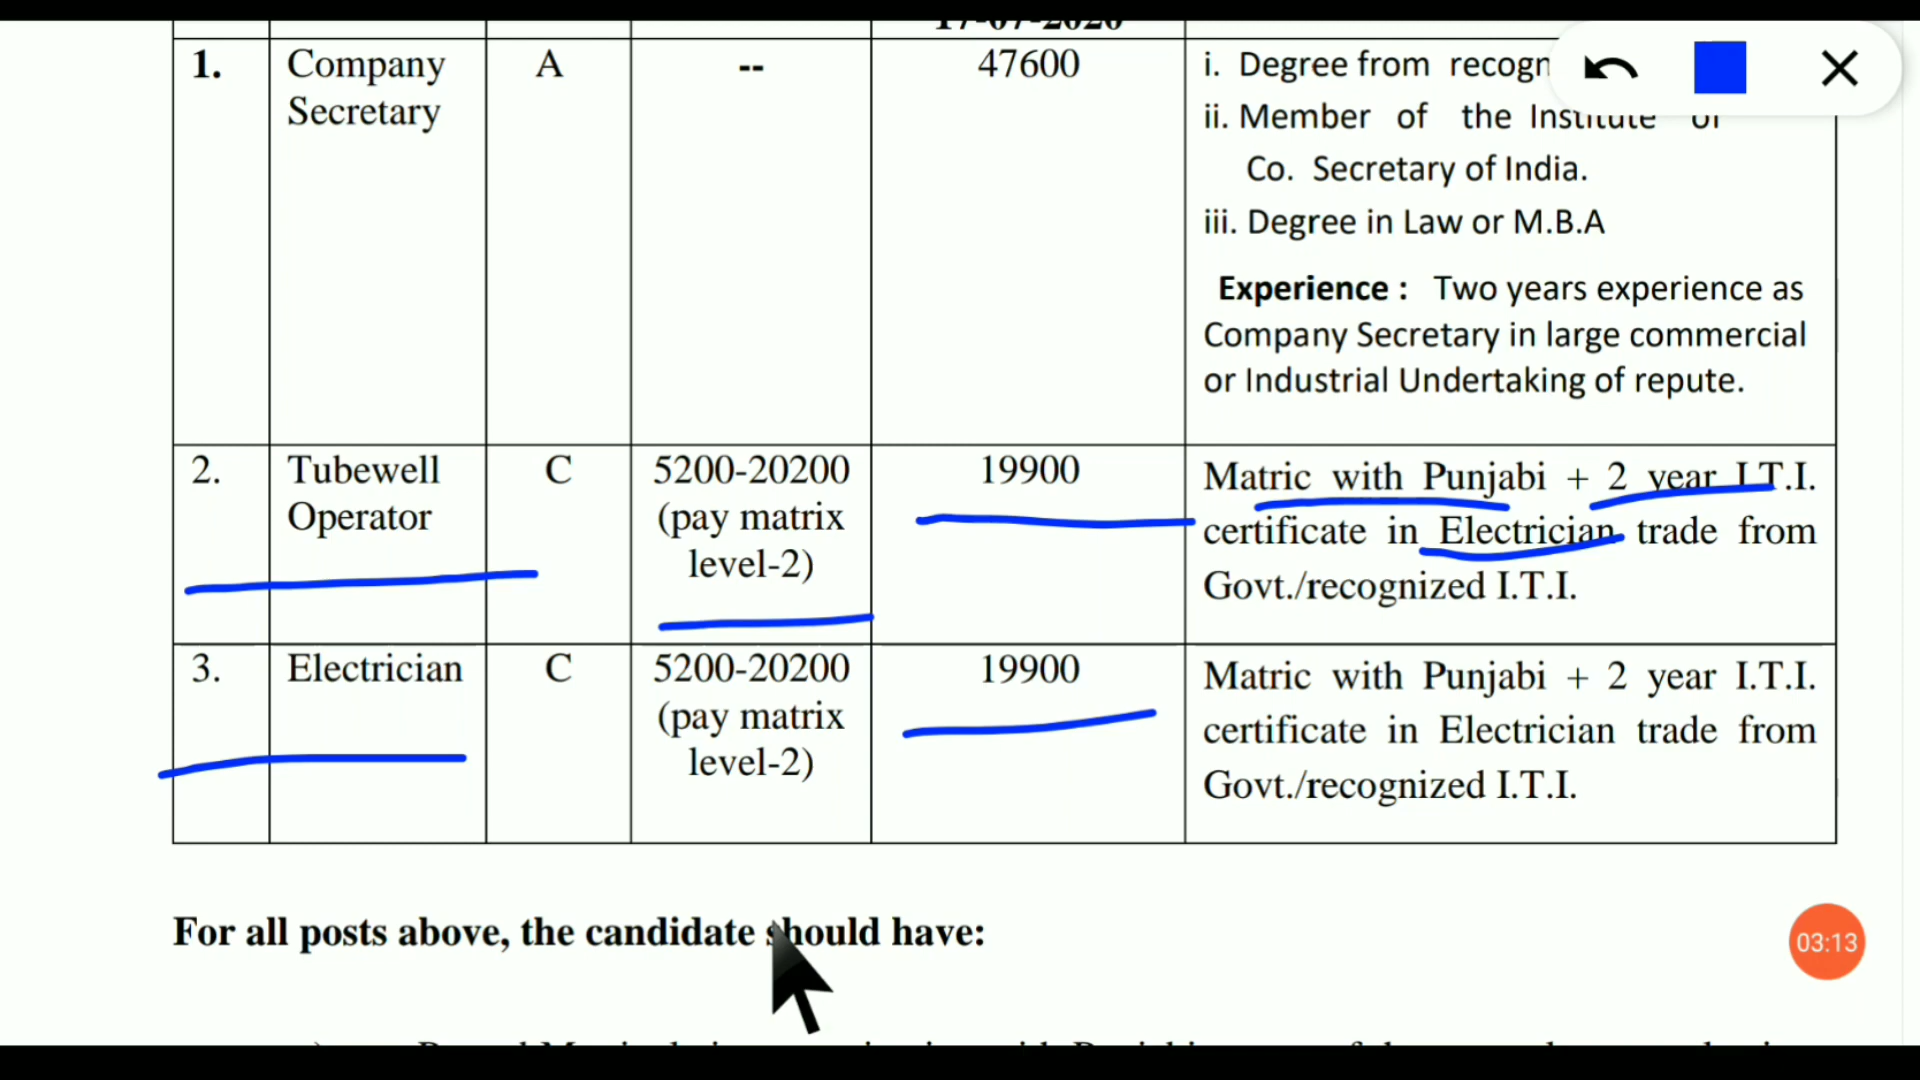 17-07-2020
1. Company Secretary A -- 47600
i. Degree from
ii. Member of the Institute of
Co. Secretary of India.
iii. Degree in Law or M.B.A
Experience : Two years experience as
Company Secretary in large commercial
or Industrial Undertaking of repute.
2. Tubewell Operator C 5200-20200 (pay matrix level-2) 19900
Matric with Punjabi + 2 year I.T.I.
certificate in Electrician trade from
Govt./recognized I.T.I.
3. Electrician C 5200-20200 (pay matrix level-2) 19900
Matric with Punjabi + 2 year I.T.I.
certificate in Electrician trade from
Govt./recognized I.T.I.
For all posts above, the candidate should have:
03:13